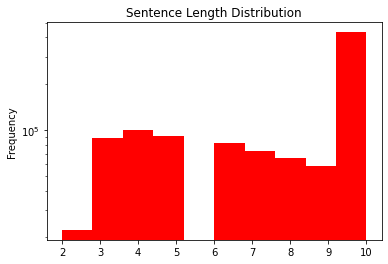 Sentence Length Distribution
Frequency
10⁵
2 3 4 5 6 7 8 9 10